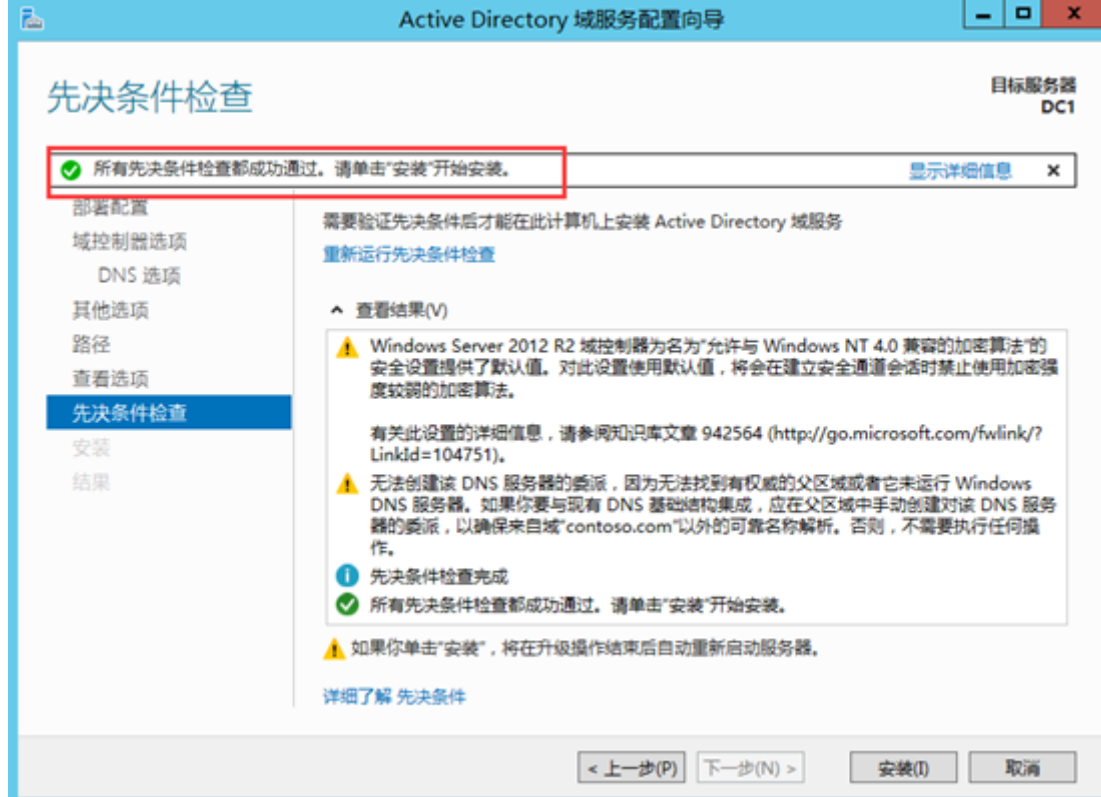 Active Directory 域服务配置向导
先决条件检查
目标服务器
DC1
所有先决条件检查都成功通过。请单击"安装"开始安装。
显示详细信息
部署配置
域控制器选项
DNS 选项
其他选项
路径
查看选项
先决条件检查
安装
结果
需要验证先决条件后才能在此计算机上安装 Active Directory 域服务
重新运行先决条件检查
查看结果(V)
Windows Server 2012 R2 域控制器为名为"允许与 Windows NT 4.0 兼容的加密算法"的
安全设置提供了默认值。对此设置使用默认值，将会在建立安全通道会话时禁止使用加密强
度较弱的加密算法。
有关此设置的详细信息，请参阅知识库文章 942564 (http://go.microsoft.com/fwlink/?
LinkId=104751)。
无法创建该 DNS 服务器的委派，因为无法找到有权威的父区域或者它未运行 Windows
DNS 服务器。如果你要与现有 DNS 基础结构集成，应在父区域中手动创建对该 DNS 服务
器的委派，以确保来自域"contoso.com"以外的可靠名称解析。否则，不需要执行任何操
作。
先决条件检查完成
所有先决条件检查都成功通过。请单击"安装"开始安装。
如果你单击"安装"，将在升级操作结束后自动重新启动服务器。
详细了解 先决条件
< 上一步(P)
下一步(N) >
安装(I)
取消